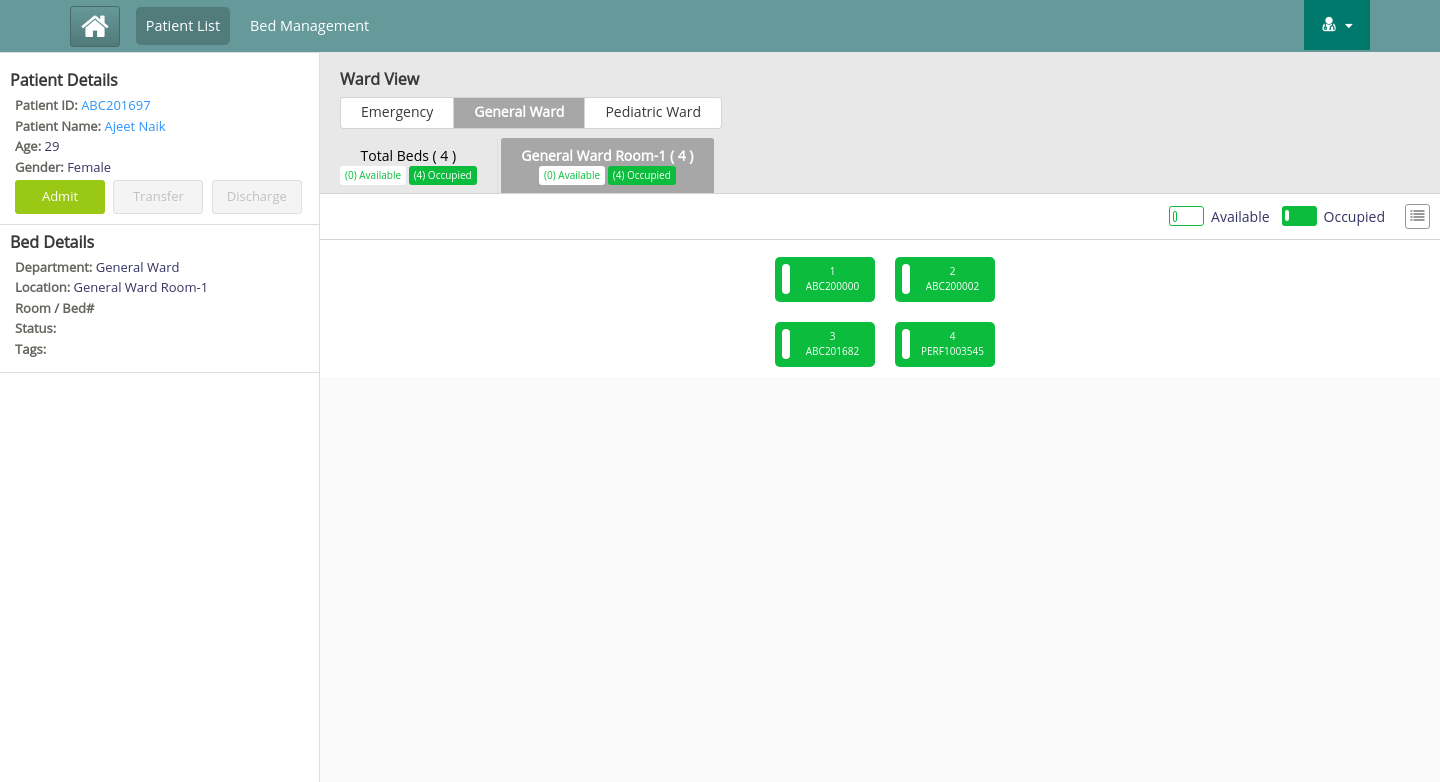 Patient List
Bed Management
Patient Details
Patient ID: ABC201697
Patient Name: Ajeet Naik
Age: 29
Gender: Female
Admit
Transfer
Discharge
Bed Details
Department: General Ward
Location: General Ward Room-1
Room / Bed#
Status:
Tags:
Ward View
Emergency
General Ward
Pediatric Ward
Total Beds ( 4 )
(0) Available (4) Occupied
General Ward Room-1 ( 4 )
(0) Available (4) Occupied
Available
Occupied
1
ABC200000
2
ABC200002
3
ABC201682
4
PERF1003545